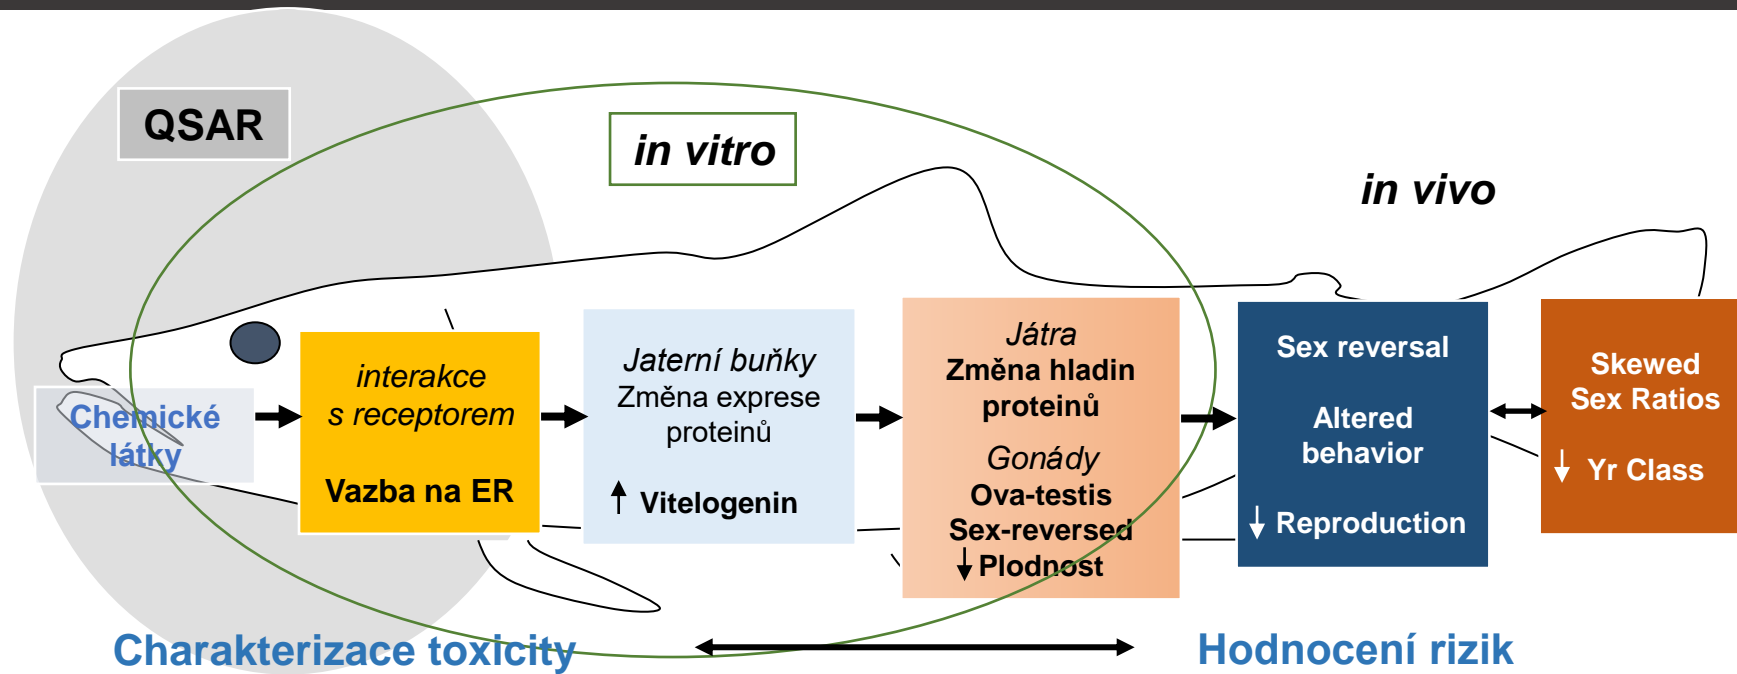 QSAR
in vitro
in vivo
Chemické
látky
interakce
s receptorem
Vazba na ER
Jaterní buňky
Změna exprese
proteinů
Vitelogenin
Játra
Změna hladin
proteinů
Gonády
Ova-testis
Sex-reversed
Plodnost
Sex reversal
Altered
behavior
Reproduction
Skewed
Sex Ratios
Yr Class
Charakterizace toxicity
Hodnocení rizik